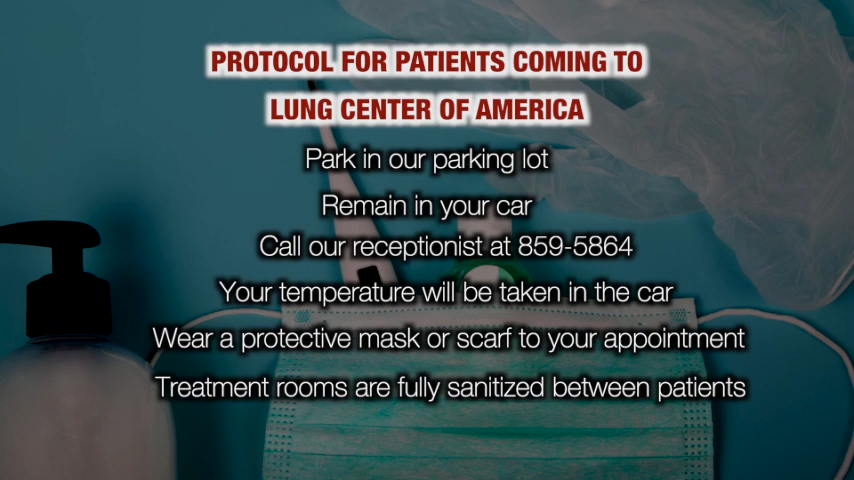 PROTOCOL FOR PATIENTS COMING TO
LUNG CENTER OF AMERICA
Park in our parking lot
Remain in your car
Call our receptionist at 859-5864
Your temperature will be taken in the car
Wear a protective mask or scarf to your appointment
Treatment rooms are fully sanitized between patients